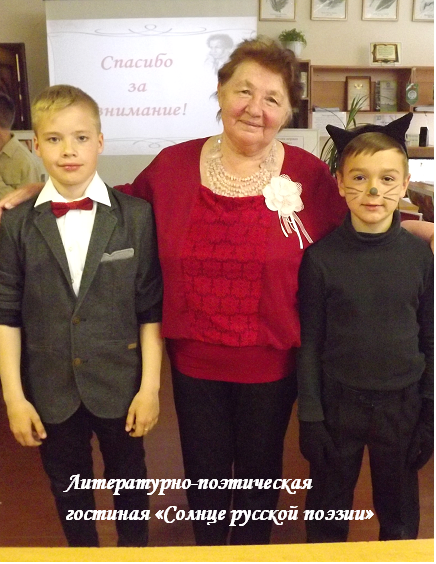 Спасибо
за
внимание!
Литературно-поэтическая
гостиная «Солнце русской поэзии»